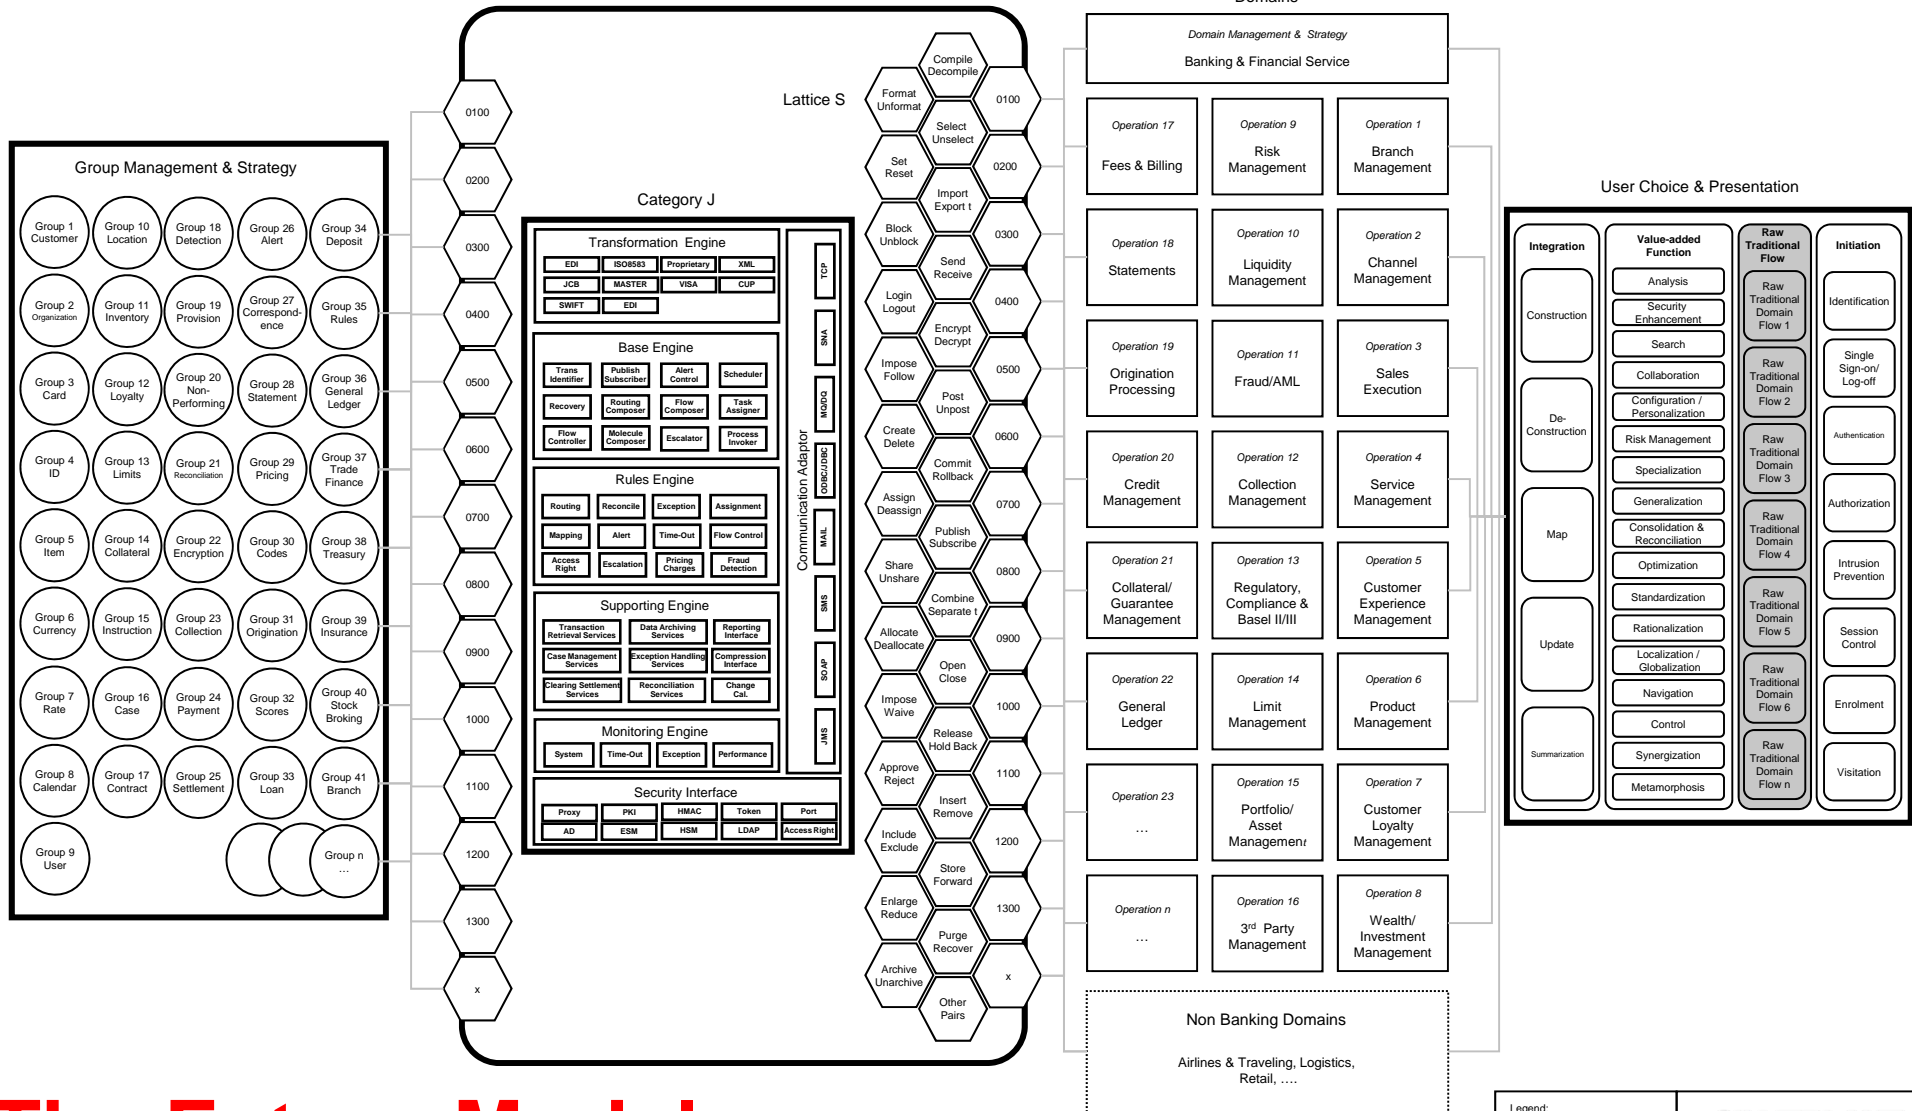 Domains
Domain Management & Strategy
Banking & Financial Service
Lattice S
Category J
Group Management & Strategy
Group 1
Customer
Group 10
Location
Group 18
Detection
Group 26
Alert
Group 34
Deposit
Group 2
Organization
Group 11
Inventory
Group 19
Provision
Group 27
Correspond-
ence
Group 35
Rules
Group 3
Card
Group 12
Loyalty
Group 20
Non-
Performing
Group 28
Statement
Group 36
General
Ledger
Group 4
ID
Group 13
Limits
Group 21
Reconciliation
Group 29
Pricing
Group 37
Trade
Finance
Group 5
Item
Group 14
Collateral
Group 22
Encryption
Group 30
Codes
Group 38
Treasury
Group 6
Currency
Group 15
Instruction
Group 23
Collection
Group 31
Origination
Group 39
Insurance
Group 7
Rate
Group 16
Case
Group 24
Payment
Group 32
Scores
Group 40
Stock
Broking
Group 8
Calendar
Group 17
Contract
Group 25
Settlement
Group 33
Loan
Group 41
Branch
Group 9
User
Group n
...
0100
0200
0300
0400
0500
0600
0700
0800
0900
1000
1100
1200
1300
x
Transformation Engine
EDI ISO8583 Proprietary XML
JCB MASTER VISA CUP
SWIFT EDI
Base Engine
Trans
Identifier
Publish
Subscriber
Alert
Control
Scheduler
Recovery
Routing
Composer
Flow
Composer
Task
Assigner
Flow
Controller
Molecule
Composer
Escalator
Process
Invoker
Rules Engine
Routing Reconcile Exception Assignment
Mapping Alert Time-Out Flow Control
Access
Right
Escalation
Pricing
Charges
Fraud
Detection
Supporting Engine
Transaction
Retrieval Services
Data Archiving
Services
Reporting
Interface
Case Management
Services
Exception Handling
Services
Compression
Interface
Clearing Settlement
Services
Reconciliation
Services
Change
Cal.
Monitoring Engine
System Time-Out Exception Performance
Security Interface
Proxy PKI HMAC Token Port
AD ESM HSM LDAP Access Right
Communication Adaptor
TCP
SNA
MQ/DQ
ODBC/JDBC
MAIL
SMS
SOAP
JMS
Format
Unformat
Set
Reset
Block
Unblock
Login
Logout
Impose
Follow
Create
Delete
Assign
Deassign
Share
Unshare
Allocate
Deallocate
Impose
Waive
Approve
Reject
Include
Exclude
Enlarge
Reduce
Archive
Unarchive
Compile
Decompile
Select
Unselect
Import
Export t
Send
Receive
Encrypt
Decrypt
Post
Unpost
Commit
Rollback
Publish
Subscribe
Combine
Separate t
Open
Close
Release
Hold Back
Insert
Remove
Store
Forward
Purge
Recover
Other
Pairs
0100
0200
0300
0400
0500
0600
0700
0800
0900
1000
1100
1200
1300
x
Operation 17
Fees & Billing
Operation 9
Risk
Management
Operation 1
Branch
Management
Operation 18
Statements
Operation 10
Liquidity
Management
Operation 2
Channel
Management
Operation 19
Origination
Processing
Operation 11
Fraud/AML
Operation 3
Sales
Execution
Operation 20
Credit
Management
Operation 12
Collection
Management
Operation 4
Service
Management
Operation 21
Collateral/
Guarantee
Management
Operation 13
Regulatory,
Compliance &
Basel II/III
Operation 5
Customer
Experience
Management
Operation 22
General
Ledger
Operation 14
Limit
Management
Operation 6
Product
Management
Operation 23
...
Operation 15
Portfolio/
Asset
Management
Operation 7
Customer
Loyalty
Management
Operation n
...
Operation 16
3rd Party
Management
Operation 8
Wealth/
Investment
Management
Non Banking Domains
Airlines & Traveling, Logistics,
Retail, ....
User Choice & Presentation
Integration
Construction
De-
Construction
Map
Update
Summarization
Value-added
Function
Analysis
Security
Enhancement
Search
Collaboration
Configuration /
Personalization
Risk Management
Specialization
Generalization
Consolidation &
Reconciliation
Optimization
Standardization
Rationalization
Localization /
Globalization
Navigation
Control
Synergization
Metamorphosis
Raw
Traditional
Flow
Raw
Traditional
Domain
Flow 1
Raw
Traditional
Domain
Flow 2
Raw
Traditional
Domain
Flow 3
Raw
Traditional
Domain
Flow 4
Raw
Traditional
Domain
Flow 5
Raw
Traditional
Domain
Flow 6
Raw
Traditional
Domain
Flow n
Initiation
Identification
Single
Sign-on/
Log-off
Authentication
Authorization
Intrusion
Prevention
Session
Control
Enrolment
Visitation
Legend: